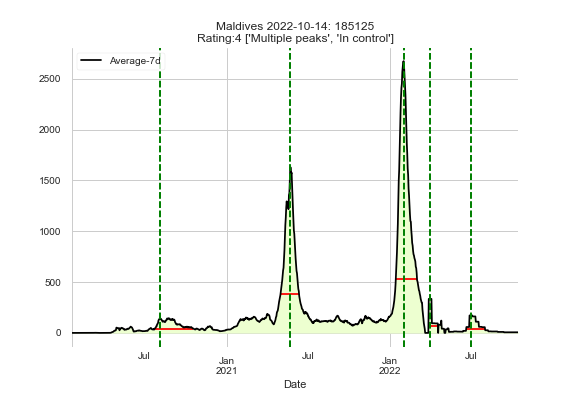 Maldives 2022-10-14: 185125
Rating:4 ['Multiple peaks', 'In control']
Average-7d
2500
2000
1500
1000
500
0
Jul
Jan
2021
Jul
Jan
2022
Jul
Date